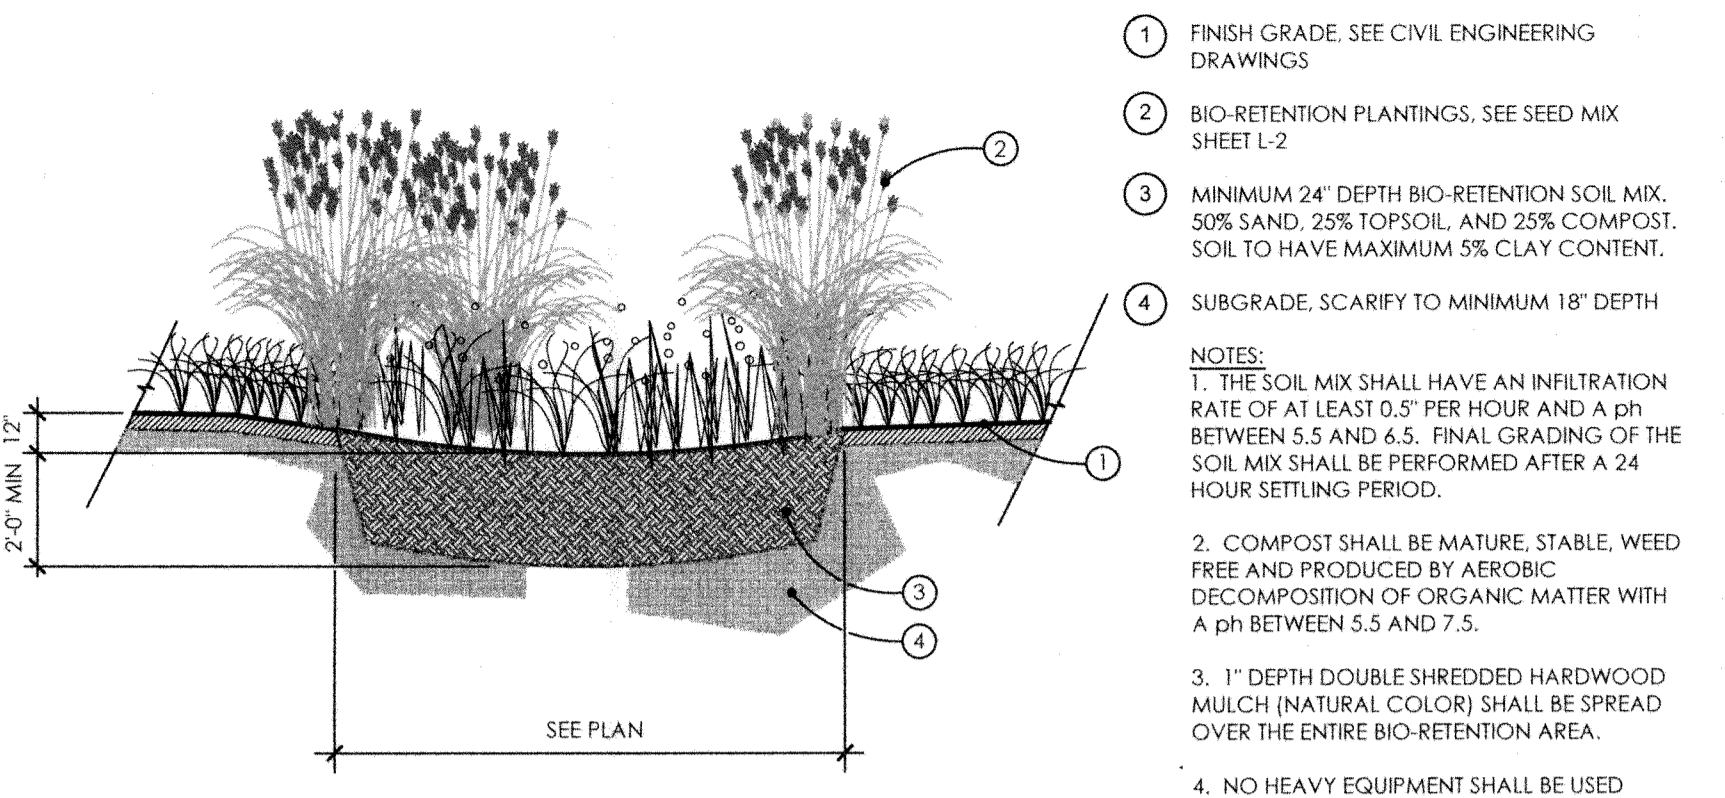 1 FINISH GRADE, SEE CIVIL ENGINEERING
DRAWINGS
2 BIO-RETENTION PLANTINGS, SEE SEED MIX
SHEET L-2
3 MINIMUM 24" DEPTH BIO-RETENTION SOIL MIX.
50% SAND, 25% TOPSOIL, AND 25% COMPOST.
SOIL TO HAVE MAXIMUM 5% CLAY CONTENT.
4 SUBGRADE, SCARIFY TO MINIMUM 18" DEPTH
NOTES:
1. THE SOIL MIX SHALL HAVE AN INFILTRATION
RATE OF AT LEAST 0.5" PER HOUR AND A ph
BETWEEN 5.5 AND 6.5. FINAL GRADING OF THE
SOIL MIX SHALL BE PERFORMED AFTER A 24
HOUR SETTLING PERIOD.
2. COMPOST SHALL BE MATURE, STABLE, WEED
FREE AND PRODUCED BY AEROBIC
DECOMPOSITION OF ORGANIC MATTER WITH
A ph BETWEEN 5.5 AND 7.5.
3. 1" DEPTH DOUBLE SHREDDED HARDWOOD
MULCH (NATURAL COLOR) SHALL BE SPREAD
OVER THE ENTIRE BIO-RETENTION AREA.
4. NO HEAVY EQUIPMENT SHALL BE USED
2
1
3
4
12"
2'-0" MIN
SEE PLAN